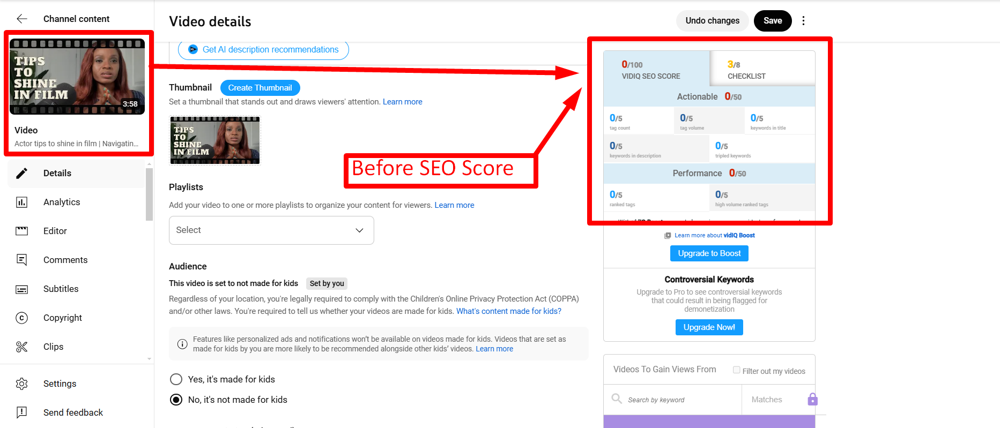 Channel content
TIPS
TO
SHINE
IN FILM
3:58
Video
Actor tips to shine in film | Navigatin...
Details
Analytics
Editor
Comments
Subtitles
Copyright
Clips
Settings
Send feedback
Video details
Undo changes
Save
Get AI description recommendations
Thumbnail
Create Thumbnail
Set a thumbnail that stands out and draws viewers' attention. Learn more
TIPS
TO
SHINE
IN FILM
Before SEO Score
Playlists
Add your video to one or more playlists to organize your content for viewers. Learn more
Select
Audience
This video is set to not made for kids Set by you
Regardless of your location, you're legally required to comply with the Children's Online Privacy Protection Act (COPPA)
and/or other laws. You're required to tell us whether your videos are made for kids. What's content made for kids?
Features like personalized ads and notifications won't be available on videos made for kids. Videos that are set as
made for kids by you are more likely to be recommended alongside other kids' videos. Learn more
Yes, it's made for kids
No, it's not made for kids
0/100
VIDIQ SEO SCORE
3/8
CHECKLIST
Actionable 0/50
0/5
tag count
0/5
tag volume
0/5
keywords in title
0/5
keywords in description
0/5
tripled keywords
Performance 0/50
0/5
ranked tags
0/5
high volume ranked tags
Learn more about vidIQ Boost
Upgrade to Boost
Controversial Keywords
Upgrade to Pro to see controversial keywords
that could result in being flagged for
demonetization
Upgrade Now!
Videos To Gain Views From
Filter out my videos
Search by keyword
Matches